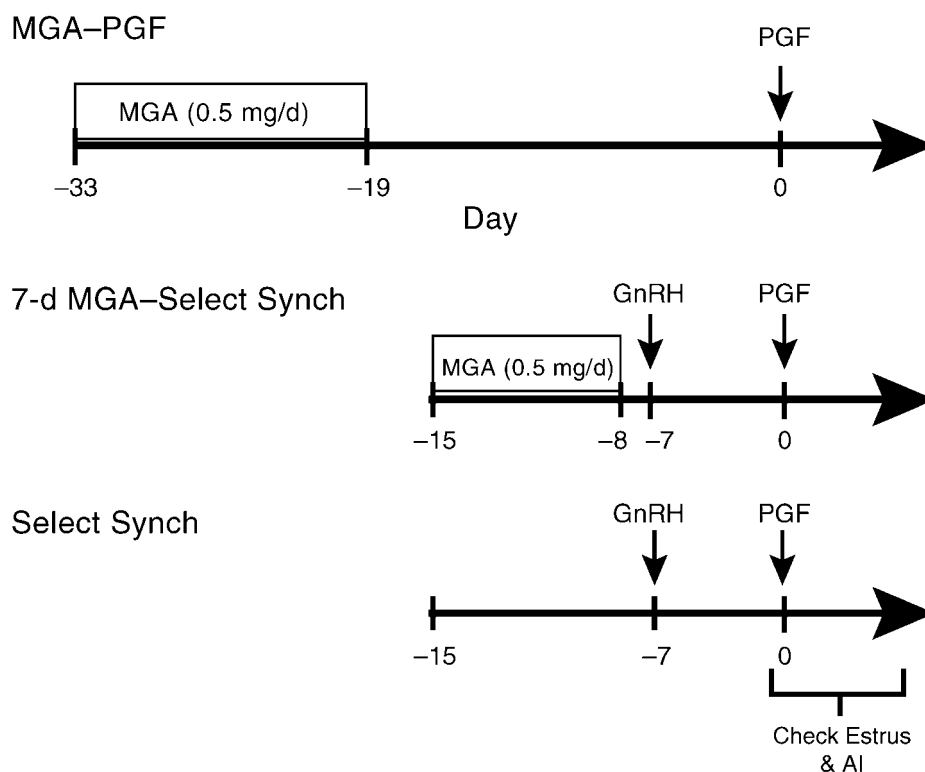 MGA–PGF
PGF
MGA (0.5 mg/d)
–33
–19
0
Day
7-d MGA–Select Synch
GnRH
PGF
MGA (0.5 mg/d)
–15
–8
–7
0
Select Synch
GnRH
PGF
–15
–7
0
Check Estrus
& AI